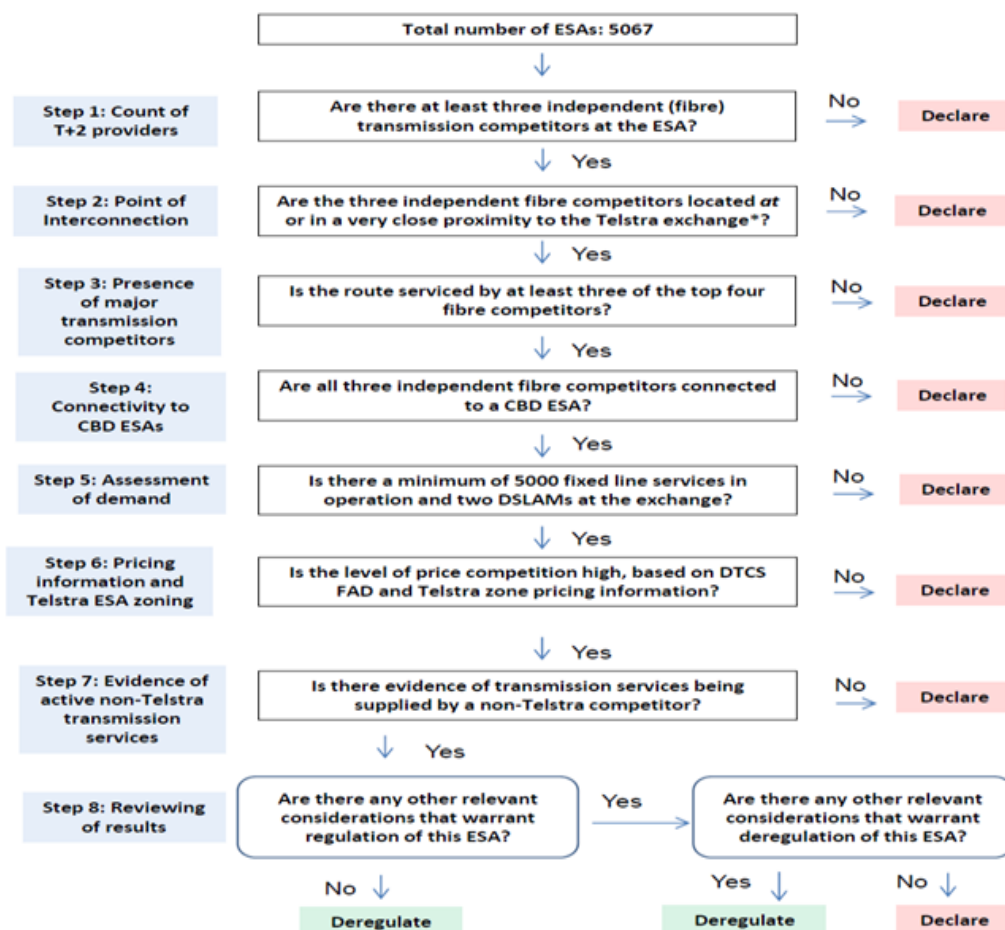 Total number of ESAs: 5067
Step 1: Count of
T+2 providers
Are there at least three independent (fibre)
transmission competitors at the ESA?
No
Declare
Yes
Step 2: Point of
Interconnection
Are the three independent fibre competitors located at
or in a very close proximity to the Telstra exchange*?
No
Declare
Yes
Step 3: Presence
of major
transmission
competitors
Is the route serviced by at least three of the top four
fibre competitors?
No
Declare
Yes
Step 4:
Connectivity to
CBD ESAs
Are all three independent fibre competitors connected
to a CBD ESA?
No
Declare
Yes
Step 5: Assessment
of demand
Is there a minimum of 5000 fixed line services in
operation and two DSLAMs at the exchange?
No
Declare
Yes
Step 6: Pricing
information and
Telstra ESA zoning
Is the level of price competition high, based on DTCS
FAD and Telstra zone pricing information?
No
Declare
Yes
Step 7: Evidence of
active non-Telstra
transmission
services
Is there evidence of transmission services being
supplied by a non-Telstra competitor?
No
Declare
Yes
Step 8: Reviewing
of results
Are there any other relevant
considerations that warrant
regulation of this ESA?
Yes
Are there any other relevant
considerations that warrant
deregulation of this ESA?
No
Deregulate
Yes
Deregulate
No
Declare